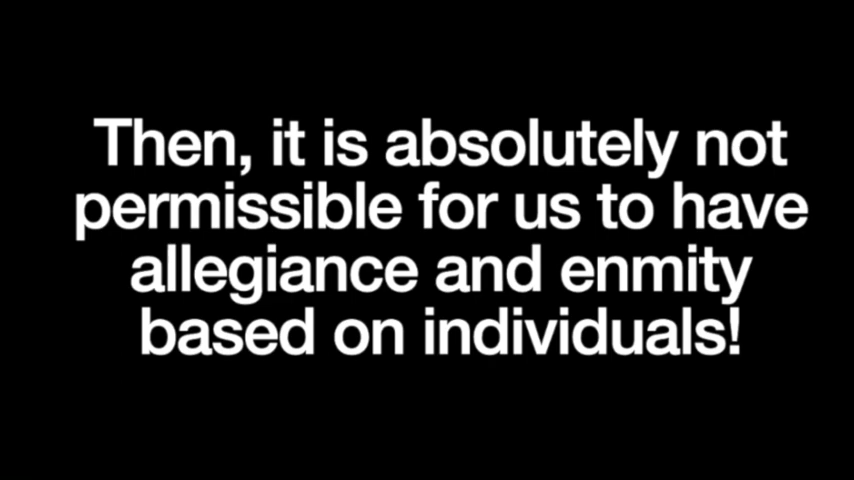 Then, it is absolutely not
permissible for us to have
allegiance and enmity
based on individuals!